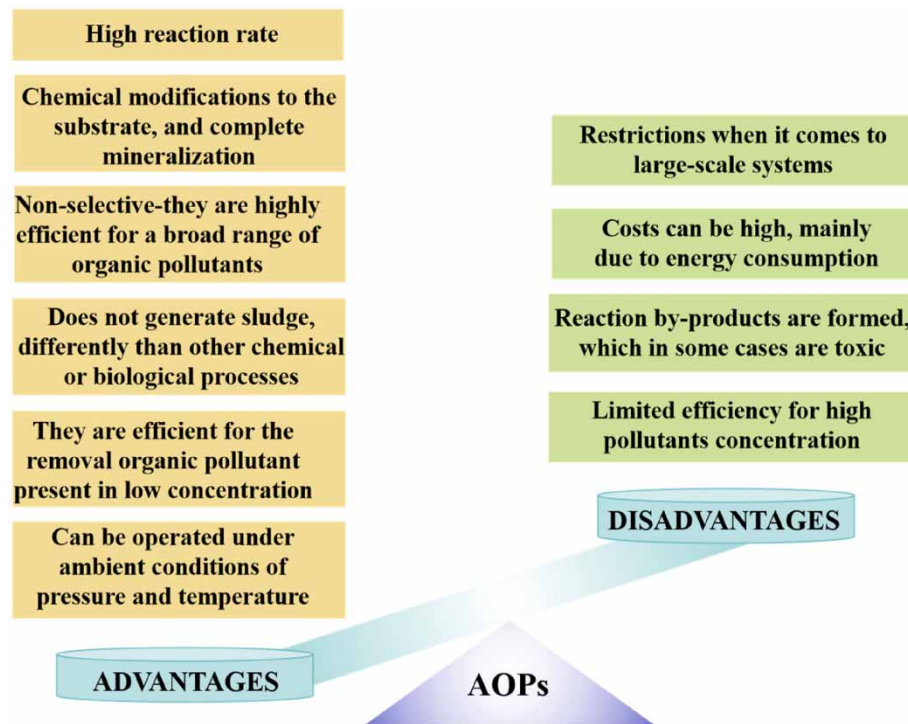 High reaction rate
Chemical modifications to the
substrate, and complete
mineralization
Non-selective-they are highly
efficient for a broad range of
organic pollutants
Does not generate sludge,
differently than other chemical
or biological processes
They are efficient for the
removal organic pollutant
present in low concentration
Can be operated under
ambient conditions of
pressure and temperature
ADVANTAGES
Restrictions when it comes to
large-scale systems
Costs can be high, mainly
due to energy consumption
Reaction by-products are formed,
which in some cases are toxic
Limited efficiency for high
pollutants concentration
DISADVANTAGES
AOPs